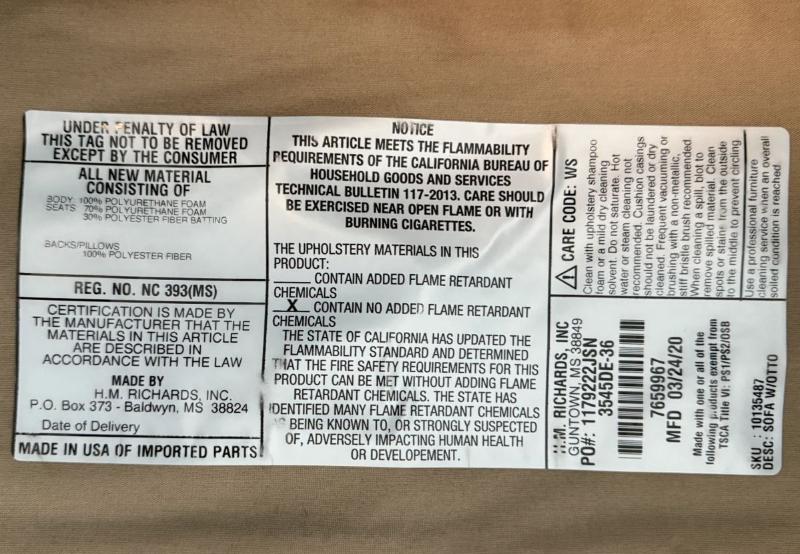 UNDER PENALTY OF LAW
THIS TAG NOT TO BE REMOVED
EXCEPT BY THE CONSUMER
ALL NEW MATERIAL
CONSISTING OF
BODY 100% POLYURETHANE FOAM
SEATS 70% POLYURETHANE FOAM
30% POLYESTER FIBER BATTING
BACKS/PILLOWS
100% POLYESTER FIBER
REG. NO. NC 393(MS)
CERTIFICATION IS MADE BY
THE MANUFACTURER THAT THE
MATERIALS IN THIS ARTICLE
ARE DESCRIBED IN
ACCORDANCE WITH THE LAW
MADE BY
H.M. RICHARDS, INC.
P.O. Box 373 - Baldwyn, MS 38824
Date of Delivery
MADE IN USA OF IMPORTED PARTS
NOTICE
THIS ARTICLE MEETS THE FLAMMABILITY
REQUIREMENTS OF THE CALIFORNIA BUREAU OF
HOUSEHOLD GOODS AND SERVICES
TECHNICAL BULLETIN 117-2013. CARE SHOULD
BE EXERCISED NEAR OPEN FLAME OR WITH
BURNING CIGARETTES.
THE UPHOLSTERY MATERIALS IN THIS
PRODUCT:
____ CONTAIN ADDED FLAME RETARDANT
CHEMICALS
__X__ CONTAIN NO ADDED FLAME RETARDANT
CHEMICALS
THE STATE OF CALIFORNIA HAS UPDATED THE
FLAMMABILITY STANDARD AND DETERMINED
THAT THE FIRE SAFETY REQUIREMENTS FOR THIS
PRODUCT CAN BE MET WITHOUT ADDING FLAME
RETARDANT CHEMICALS. THE STATE HAS
IDENTIFIED MANY FLAME RETARDANT CHEMICALS
AS BEING KNOWN TO, OR STRONGLY SUSPECTED
OF, ADVERSELY IMPACTING HUMAN HEALTH
OR DEVELOPEMENT.
CARE CODE: WS
Clean with upholstery shampoo
foam or a mild dry cleaning
solvent. Do not saturate. Hot
water or steam cleaning not
recommended. Cushion casings
should not be laundered or dry
cleaned. Frequent vacuuming or
brushing with a non-metallic,
stiff bristle brush recommended
When cleaning a spill, blot to
remove spilled material. Clean
spots or stains from the outside
to the middle to prevent circling
Use a professional furniture
cleaning service when an overall
soiled condition is reached.
H.M. RICHARDS, INC
GUNTOWN, MS 38849
PO#: 1179222JSN
3545DE-36
7659967
MFD 03/24/20
Made with one or all of the
following products exempt from
TSCA Title VI: PS1/PS2/OSB
SKU : 10135487
DESC: SOFA W/OTTO